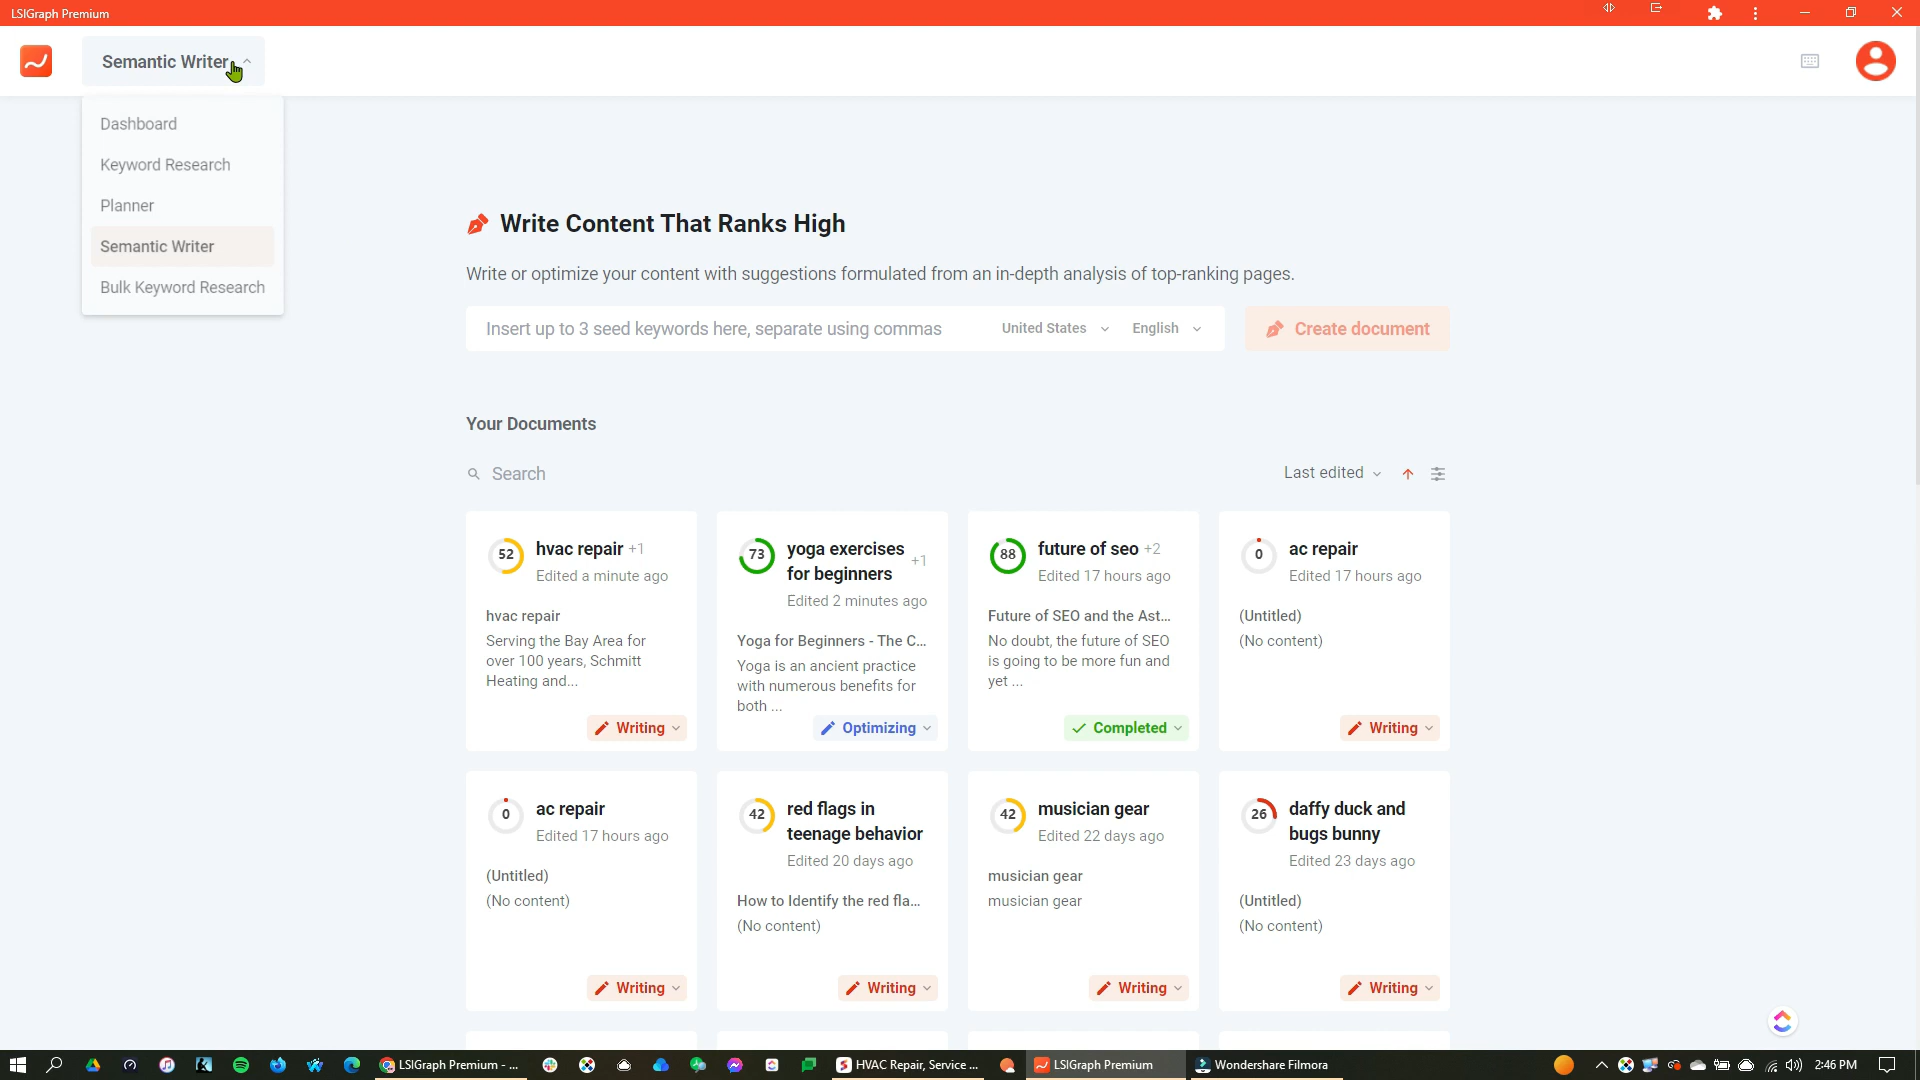 LSIGraph Premium
Semantic Writer
Dashboard
Keyword Research
Planner
Semantic Writer
Bulk Keyword Research
Write Content That Ranks High
Write or optimize your content with suggestions formulated from an in-depth analysis of top-ranking pages.
Insert up to 3 seed keywords here, separate using commas
United States
English
Create document
Your Documents
Search
Last edited
52
hvac repair +1
Edited a minute ago
hvac repair
Serving the Bay Area for
over 100 years, Schmitt
Heating and...
Writing
73
yoga exercises
for beginners
+1
Edited 2 minutes ago
Yoga for Beginners - The C...
Yoga is an ancient practice
with numerous benefits for
both ...
Optimizing
88
future of seo +2
Edited 17 hours ago
Future of SEO and the Ast...
No doubt, the future of SEO
is going to be more fun and
yet ...
Completed
0
ac repair
Edited 17 hours ago
(Untitled)
(No content)
Writing
0
ac repair
Edited 17 hours ago
(Untitled)
(No content)
Writing
42
red flags in
teenage behavior
Edited 20 days ago
How to Identify the red fla...
(No content)
Writing
42
musician gear
Edited 22 days ago
musician gear
musician gear
Writing
26
daffy duck and
bugs bunny
Edited 23 days ago
(Untitled)
(No content)
Writing
LSIGraph Premium - ...
HVAC Repair, Service ...
LSIGraph Premium
Wondershare Filmora
2:46 PM